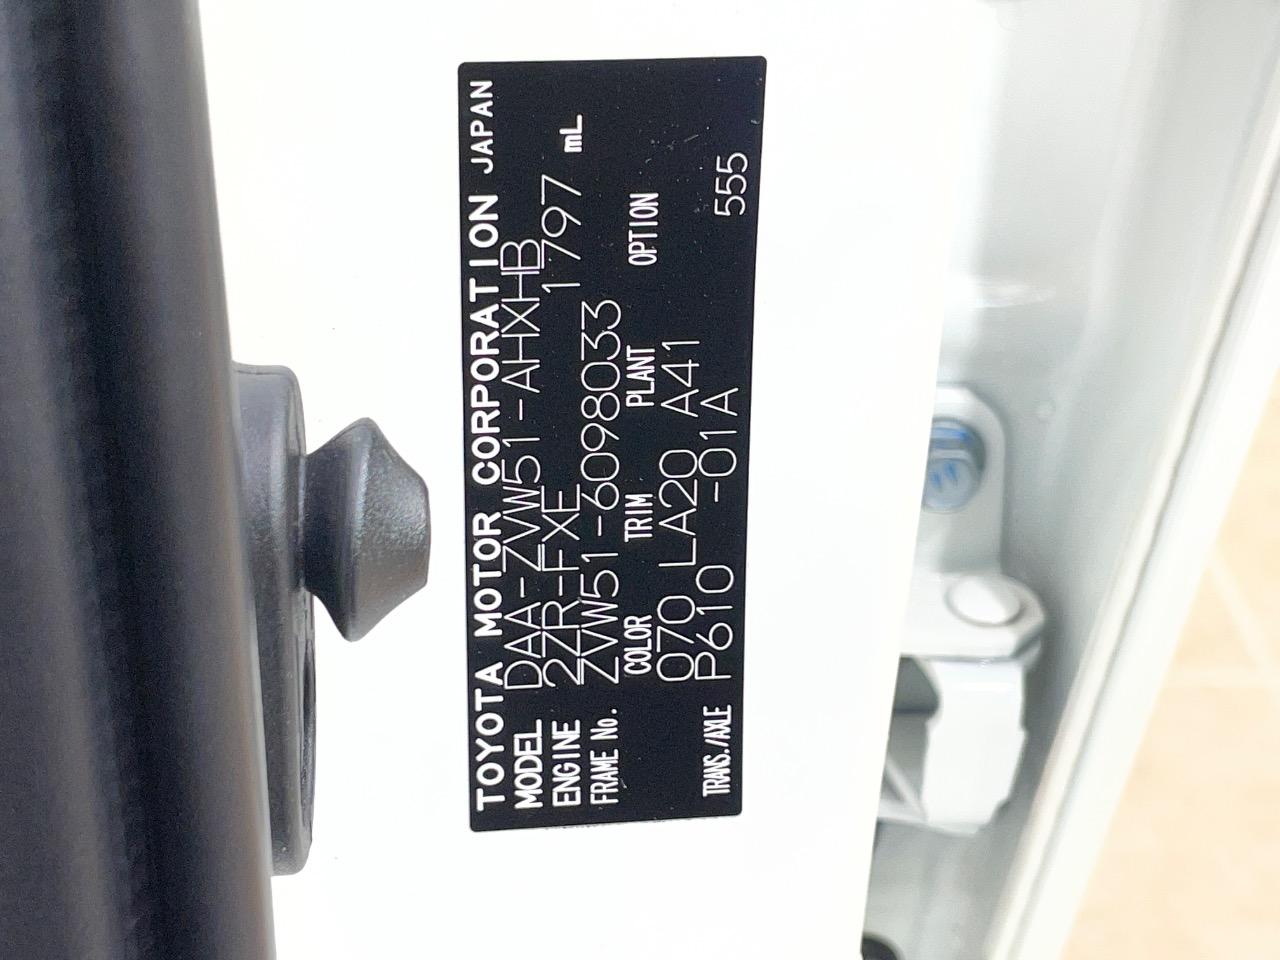 TOYOTA MOTOR CORPORATION JAPAN
MODEL DAA-ZVW51-AHXHB
ENGINE 2ZR-FXE 1797 mL
FRAME No. ZVW51-6098033
COLOR TRIM PLANT OPTION
070 LA20 A41
TRANS./AXLE P610 -01A 555